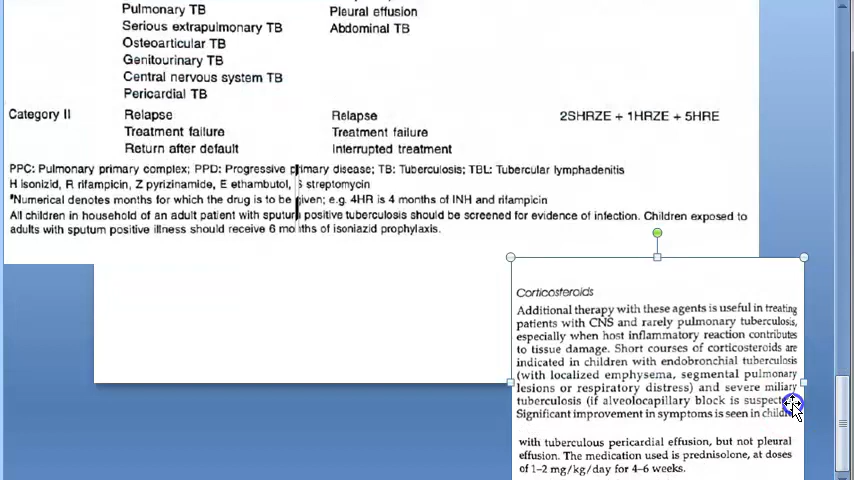 Pulmonary TB Pleural effusion
Serious extrapulmonary TB Abdominal TB
Osteoarticular TB
Genitourinary TB
Central nervous system TB
Pericardial TB
Category II Relapse Relapse 2SHRZE + 1HRZE + 5HRE
Treatment failure Treatment failure
Return after default Interrupted treatment
PPC: Pulmonary primary complex; PPD: Progressive primary disease; TB: Tuberculosis; TBL: Tubercular lymphadenitis
H isonizid, R rifampicin, Z pyrizinamide, E ethambutol, S streptomycin
*Numerical denotes months for which the drug is to be given; e.g. 4HR is 4 months of INH and rifampicin
All children in household of an adult patient with sputum positive tuberculosis should be screened for evidence of infection. Children exposed to
adults with sputum positive illness should receive 6 months of isoniazid prophylaxis.
Corticosteroids
Additional therapy with these agents is useful in treating
patients with CNS and rarely pulmonary tuberculosis,
especially when host inflammatory reaction contributes
to tissue damage. Short courses of corticosteroids are
indicated in children with endobronchial tuberculosis
(with localized emphysema, segmental pulmonary
lesions or respiratory distress) and severe miliary
tuberculosis (if alveolocapillary block is suspected).
Significant improvement in symptoms is seen in children
with tuberculous pericardial effusion, but not pleural
effusion. The medication used is prednisolone, at doses
of 1–2 mg/kg/day for 4–6 weeks.